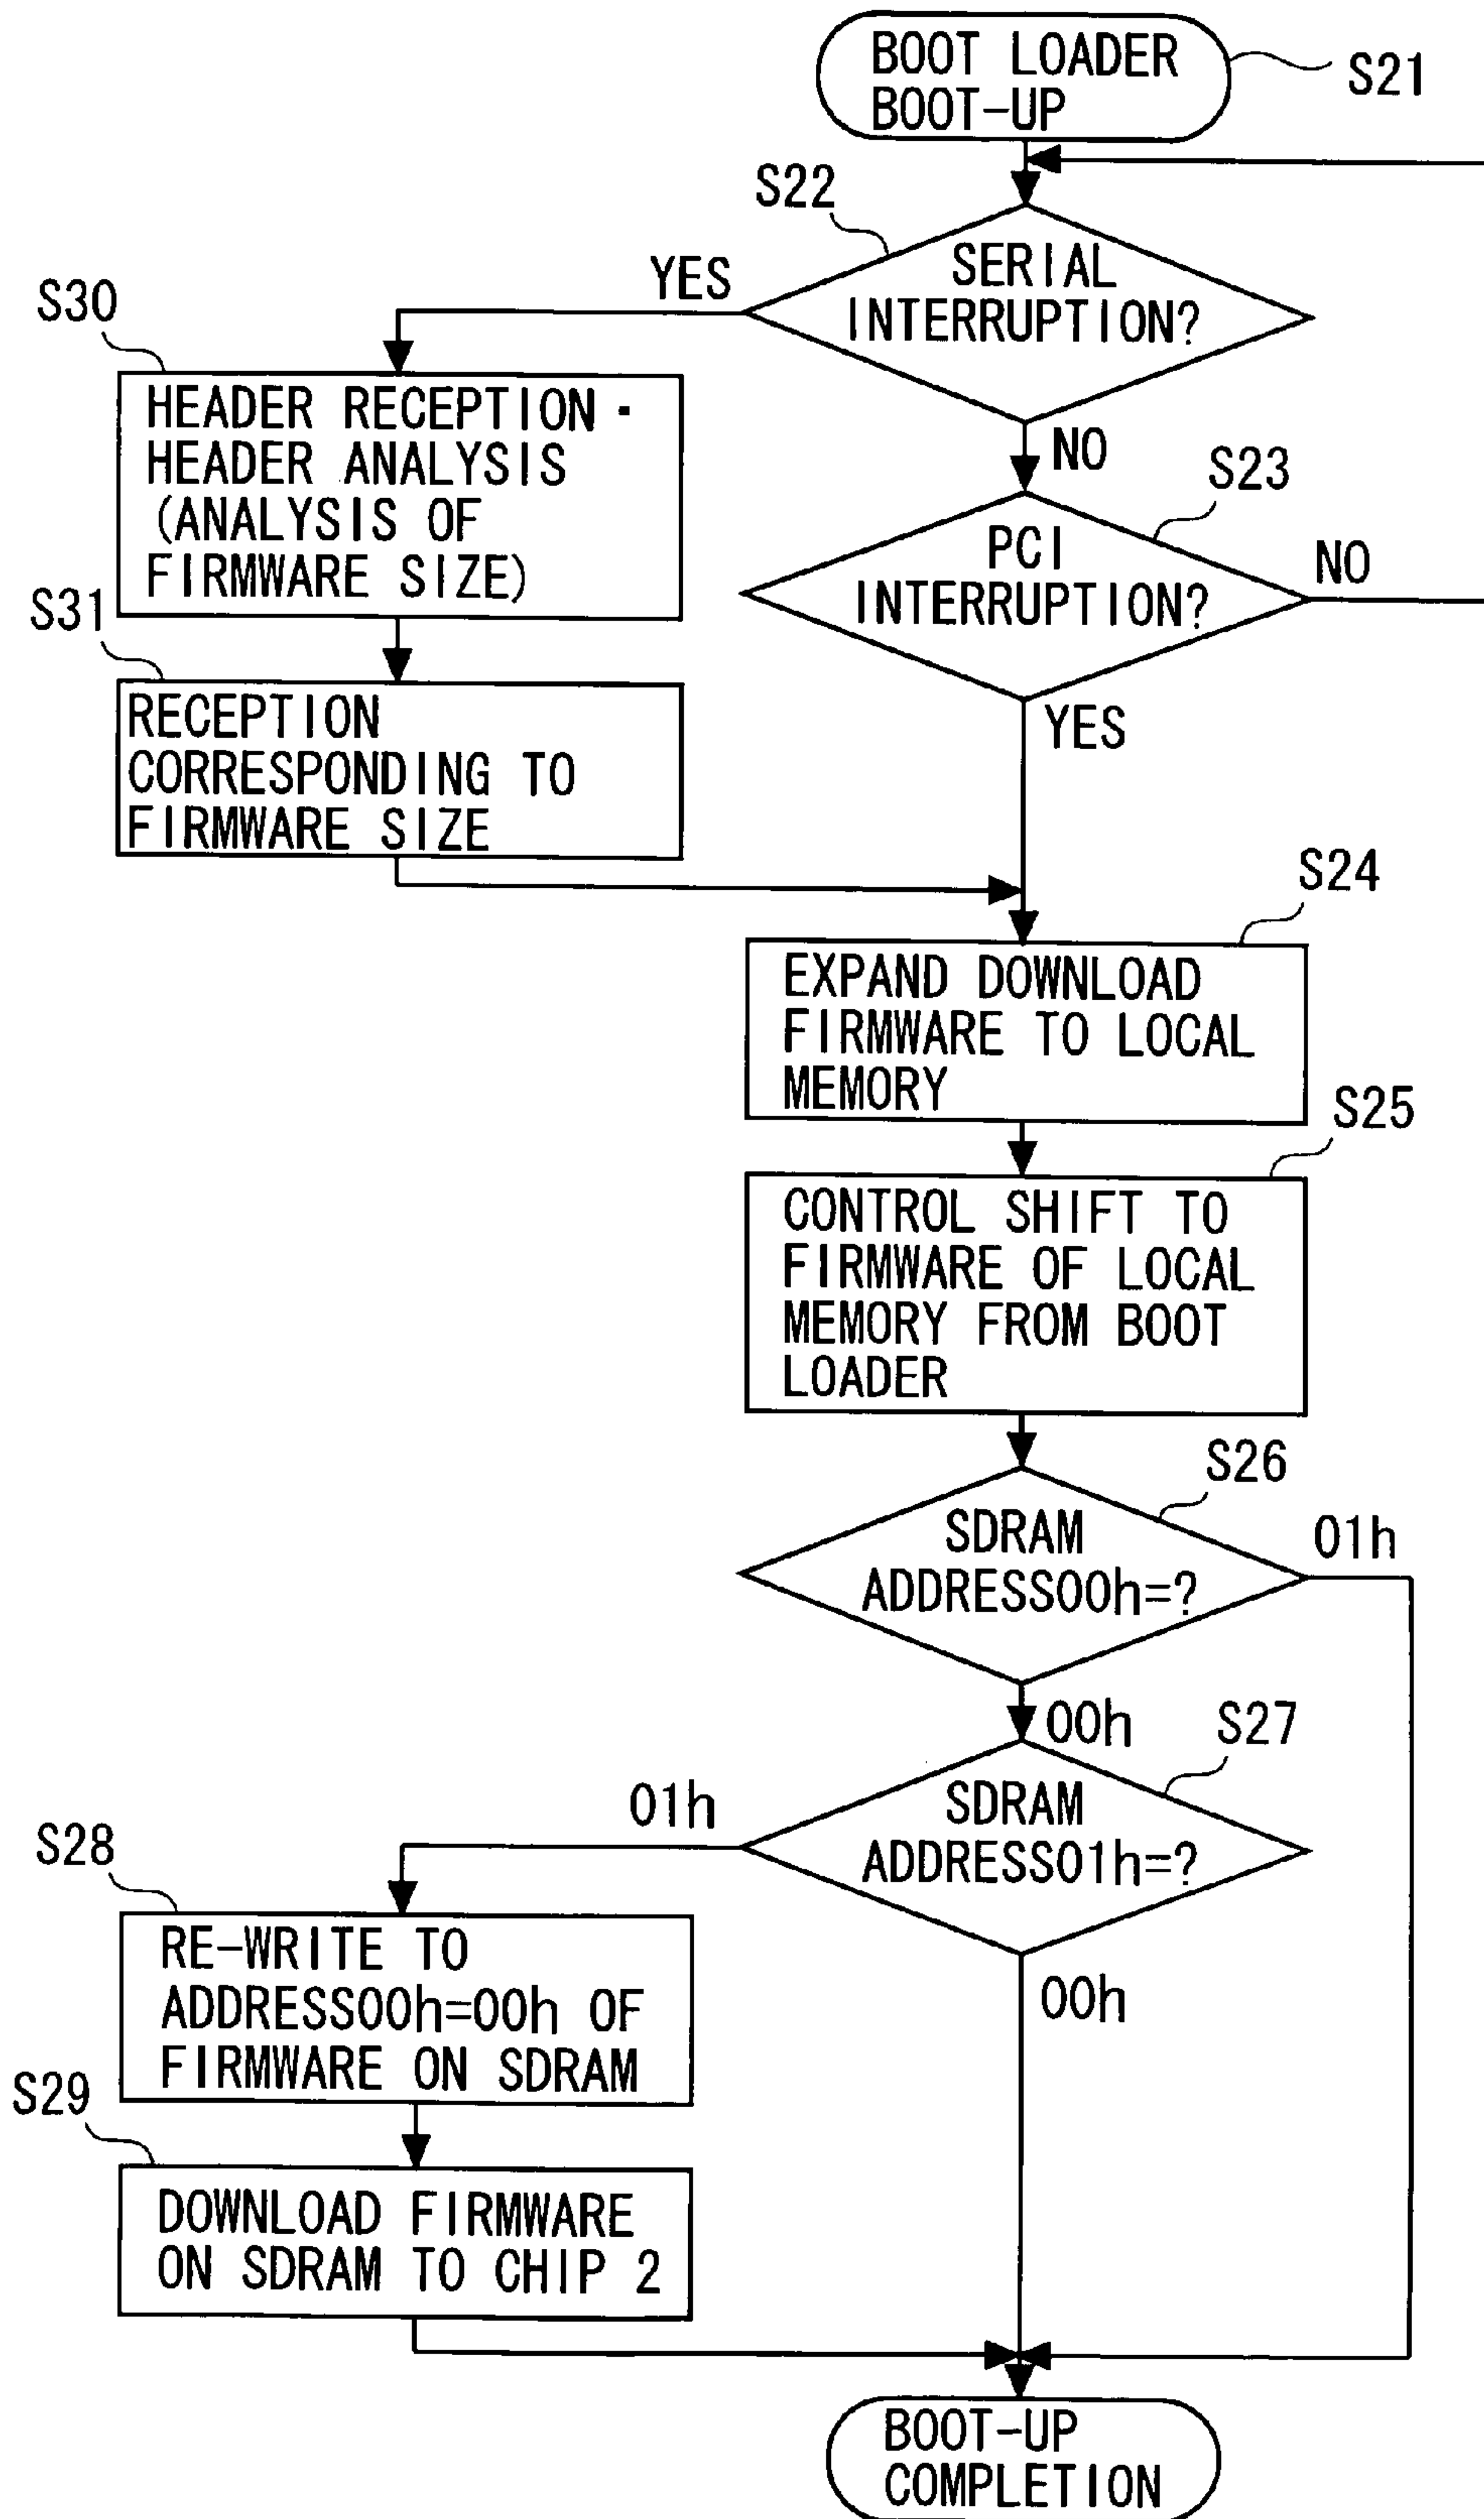 BOOT LOADER
BOOT-UP
S21
S22
SERIAL
INTERRUPTION?
YES
NO
S30
HEADER RECEPTION・
HEADER ANALYSIS
(ANALYSIS OF
FIRMWARE SIZE)
S23
PCI
INTERRUPTION?
NO
YES
S31
RECEPTION
CORRESPONDING TO
FIRMWARE SIZE
S24
EXPAND DOWNLOAD
FIRMWARE TO LOCAL
MEMORY
S25
CONTROL SHIFT TO
FIRMWARE OF LOCAL
MEMORY FROM BOOT
LOADER
S26
SDRAM
ADDRESS00h=?
01h
00h
S27
SDRAM
ADDRESS01h=?
01h
00h
S28
RE-WRITE TO
ADDRESS00h=00h OF
FIRMWARE ON SDRAM
S29
DOWNLOAD FIRMWARE
ON SDRAM TO CHIP 2
BOOT-UP
COMPLETION